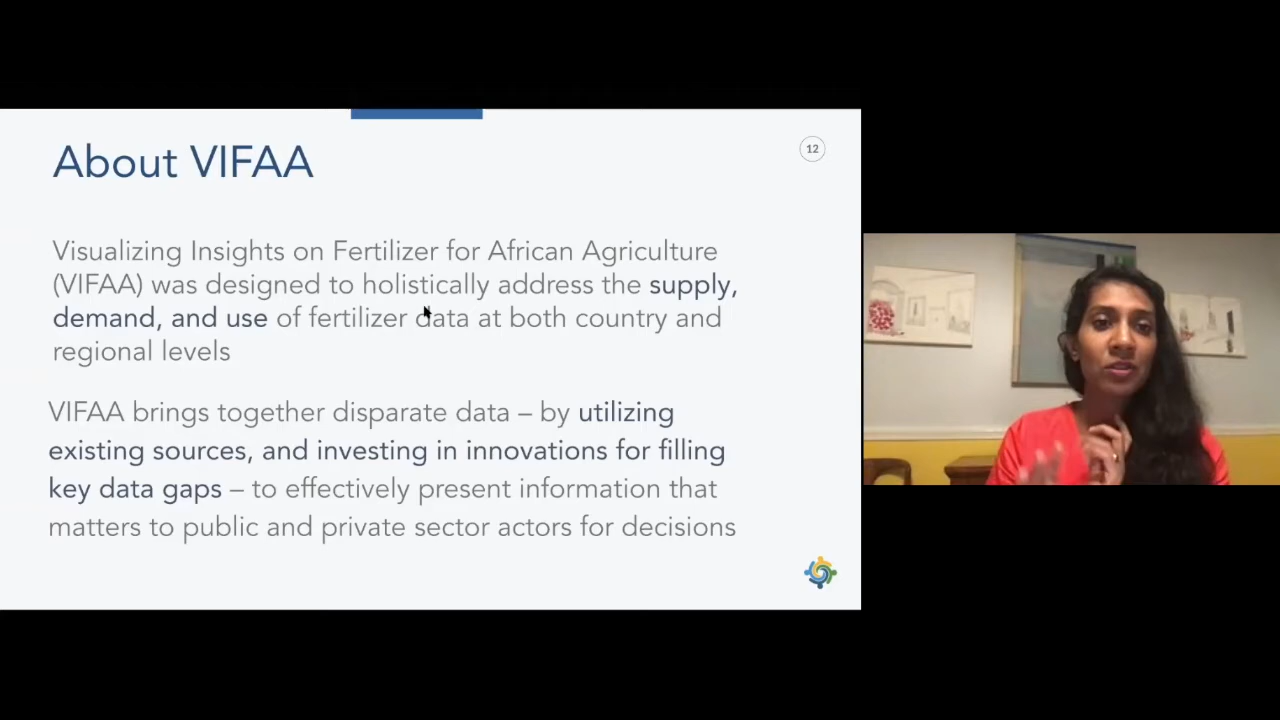 About VIFAA
12
Visualizing Insights on Fertilizer for African Agriculture
(VIFAA) was designed to holistically address the supply,
demand, and use of fertilizer data at both country and
regional levels
VIFAA brings together disparate data – by utilizing
existing sources, and investing in innovations for filling
key data gaps – to effectively present information that
matters to public and private sector actors for decisions